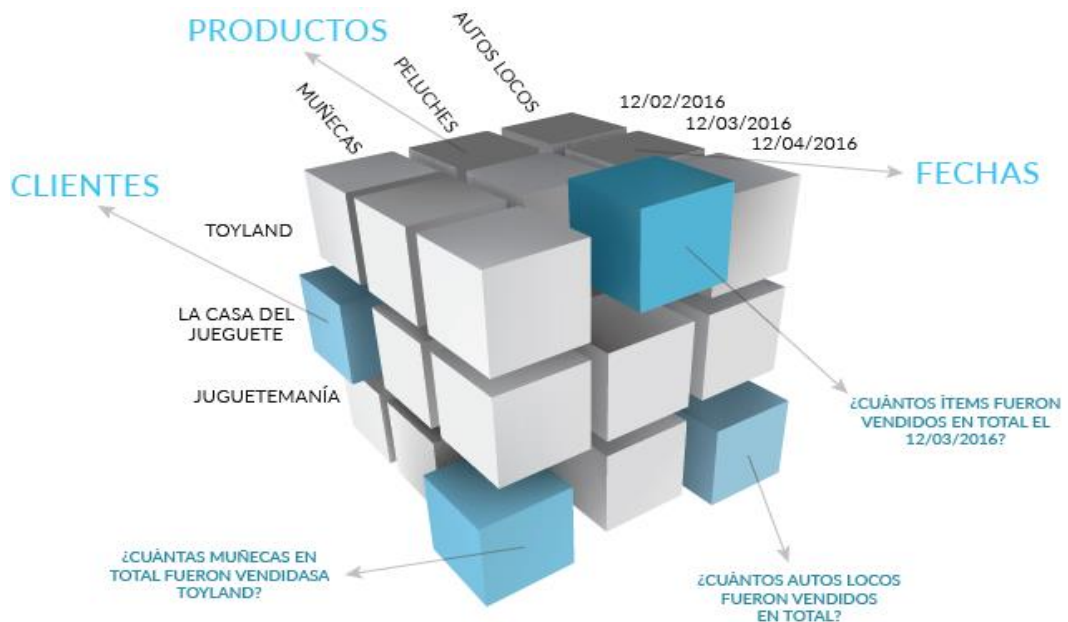 PRODUCTOS
AUTOS LOCOS
PELUCHES
MUÑECAS
12/02/2016
12/03/2016
12/04/2016
CLIENTES
FECHAS
TOYLAND
LA CASA DEL
JUEGUETE
JUGUETEMANÍA
¿CUÁNTOS ÍTEMS FUERON
VENDIDOS EN TOTAL EL
12/03/2016?
¿CUÁNTAS MUÑECAS EN
TOTAL FUERON VENDIDASA
TOYLAND?
¿CUÁNTOS AUTOS LOCOS
FUERON VENDIDOS
EN TOTAL?